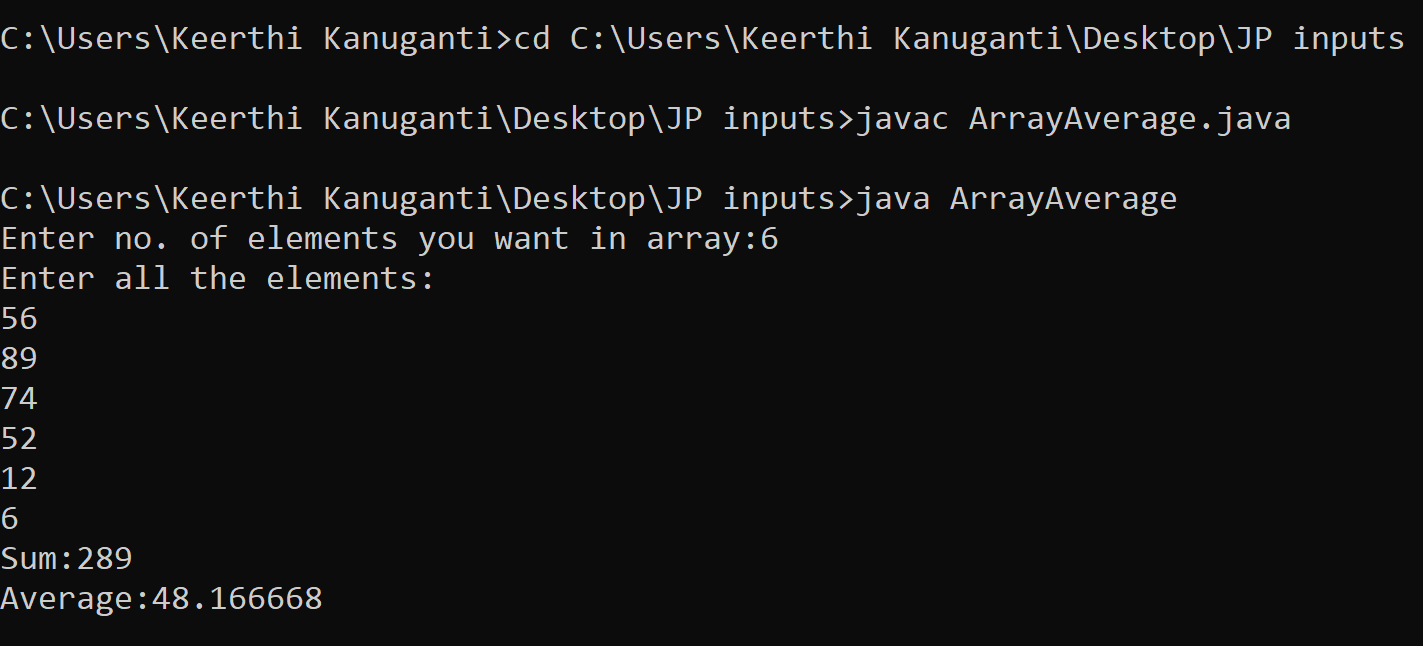 C:\Users\Keerthi Kanuganti>cd C:\Users\Keerthi Kanuganti\Desktop\JP inputs
C:\Users\Keerthi Kanuganti\Desktop\JP inputs>javac ArrayAverage.java
C:\Users\Keerthi Kanuganti\Desktop\JP inputs>java ArrayAverage
Enter no. of elements you want in array:6
Enter all the elements:
56
89
74
52
12
6
Sum:289
Average:48.166668